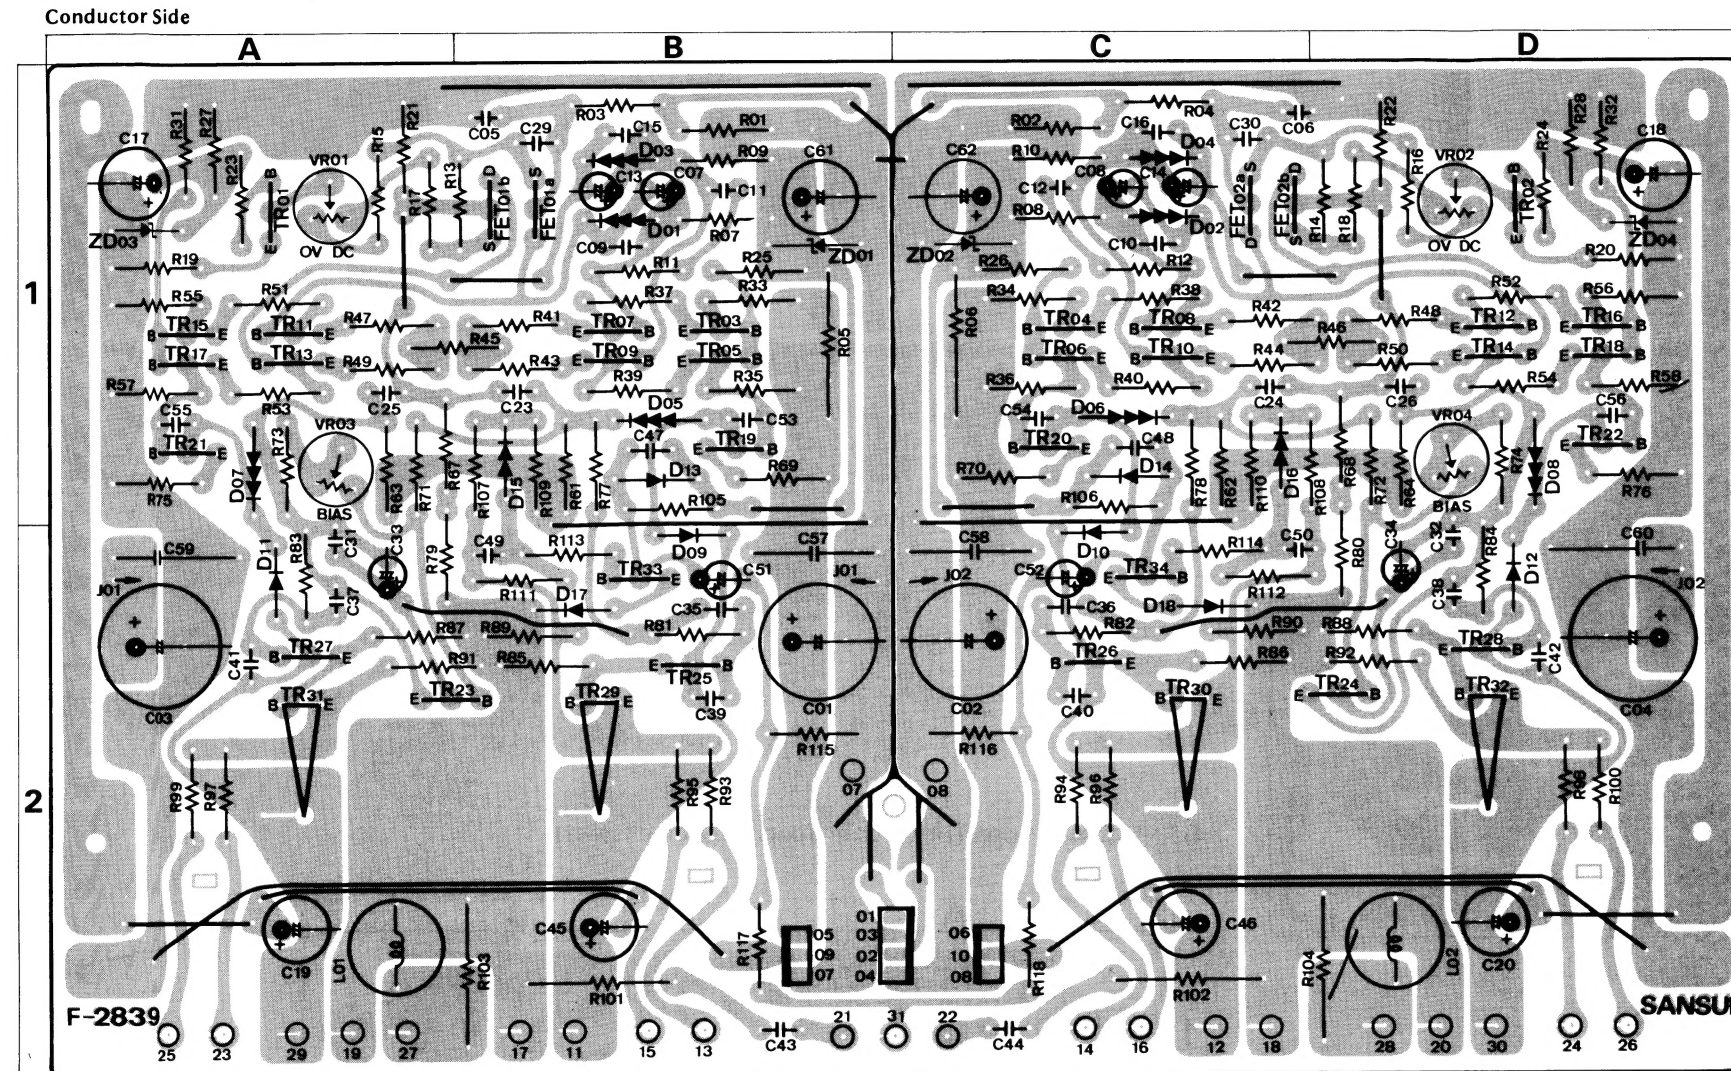 Conductor Side
A B C D
R03 C05 C29 C15 R01 R02 C16 R04 C30 C06
R31 R27 R21 R22 R24 R28 R32
C17 R23 VR01 R15 D03 R09 C61 C62 R10 D04 R16 VR02 C18
B TR01 E R17 R13 D FET01b S S FET01a C13 C07 C11 C12 C08 C14 FET02a S D FET02b D S R14 R18 B TR02 E
ZD03 OV DC D01 R07 R08 D02 OV DC ZD04
C09 ZD01 ZD02 C10
R19 R11 R25 R26 R12 R20
1
R55 R51 R37 R33 R34 R38 R52 R56
R47 R41 R42 R48
B TR15 E B TR11 E E TR07 B E TR03 B B TR04 E B TR08 E E TR12 B E TR16 B
R45 R05 R06 R46
B TR17 E E TR13 B E TR09 B E TR05 B B TR06 E B TR10 E E TR14 B E TR18 B
R49 R43 R44 R50
R57 R53 C25 C23 R39 R35 R36 R40 C24 C26 R54 R58
C55 VR03 D05 C53 C54 D06 VR04 C56
B TR21 E R73 C47 E TR19 B B TR20 E C48 E TR22 B
D07 R63 R71 R67 R107 D15 R109 R61 R77 D13 R69 R70 D14 R78 R62 R110 D16 R108 R68 R72 R64 R74 D08
R75 BIAS R105 R106 BIAS R76
C59 D11 R83 C31 C33 R79 C49 R113 D09 C57 C58 D10 R114 C50 R80 C34 C32 R84 D12 C60
J01 C37 R111 B TR33 E C51 J01 J02 C52 E TR34 B R112 C38 J02
D17 C35 C36 D18
R87 R89 R81 R82 R90 R88
C41 B TR27 E R91 R85 E TR25 B B TR26 E R86 R92 E TR28 B C42
B TR31 E E TR23 B B TR29 E C39 C40 B TR30 E E TR24 B B TR32 E
C03 C01 C02 C04
R115 R116
07 08
2
R99 R97 R95 R93 R94 R96 R98 R100
C45 01 C46
05 03 06
09 02 10
07 04 08
C19 L01 R103 R101 R117 R118 R102 R104 L02 C20
F-2839 SANSU
25 23 29 19 27 17 11 15 13 C43 21 31 22 C44 14 16 12 18 28 20 30 24 26